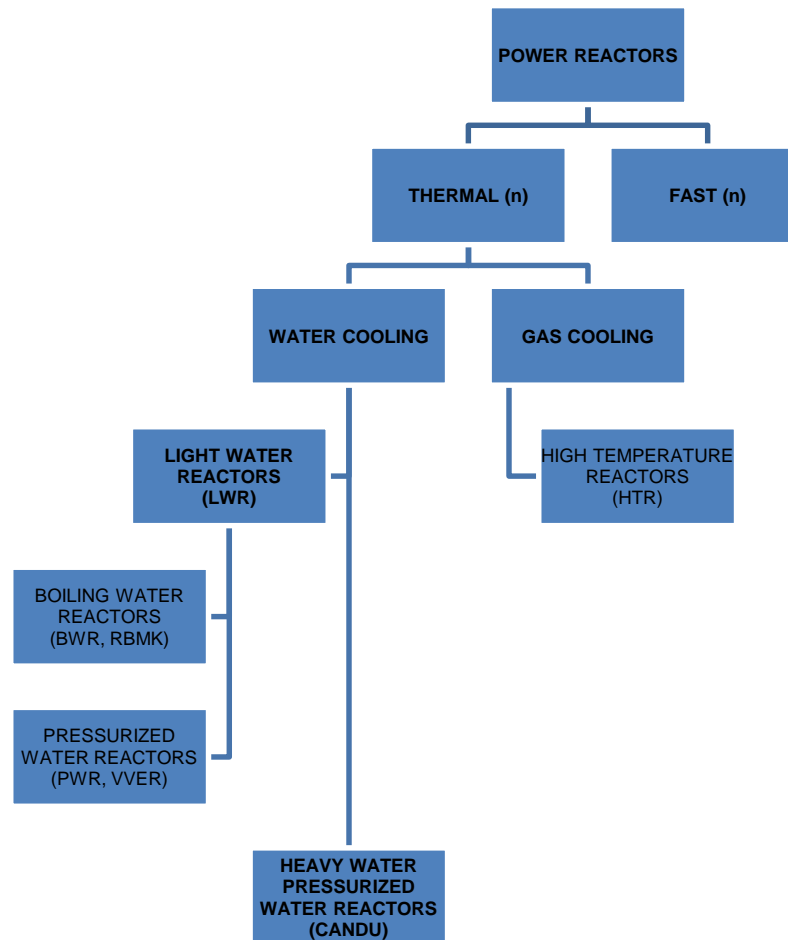 POWER REACTORS
THERMAL (n)
FAST (n)
WATER COOLING
GAS COOLING
LIGHT WATER
REACTORS
(LWR)
HIGH TEMPERATURE
REACTORS
(HTR)
BOILING WATER
REACTORS
(BWR, RBMK)
PRESSURIZED
WATER REACTORS
(PWR, VVER)
HEAVY WATER
PRESSURIZED
WATER REACTORS
(CANDU)